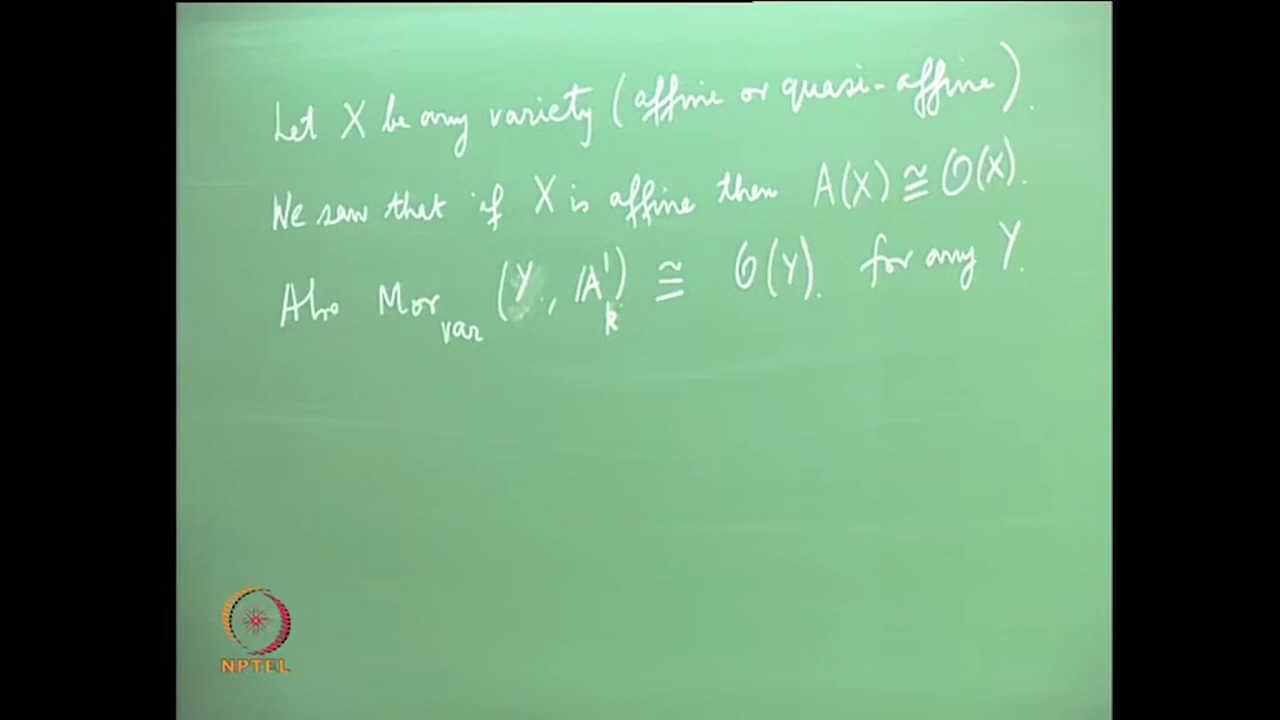 Let X be any variety (affine or quasi-affine).
We saw that if X is affine then A(X) ≅ O(X).
Also Mor_var (Y, 𝔸¹_k) ≅ O(Y). for any Y.
NPTEL